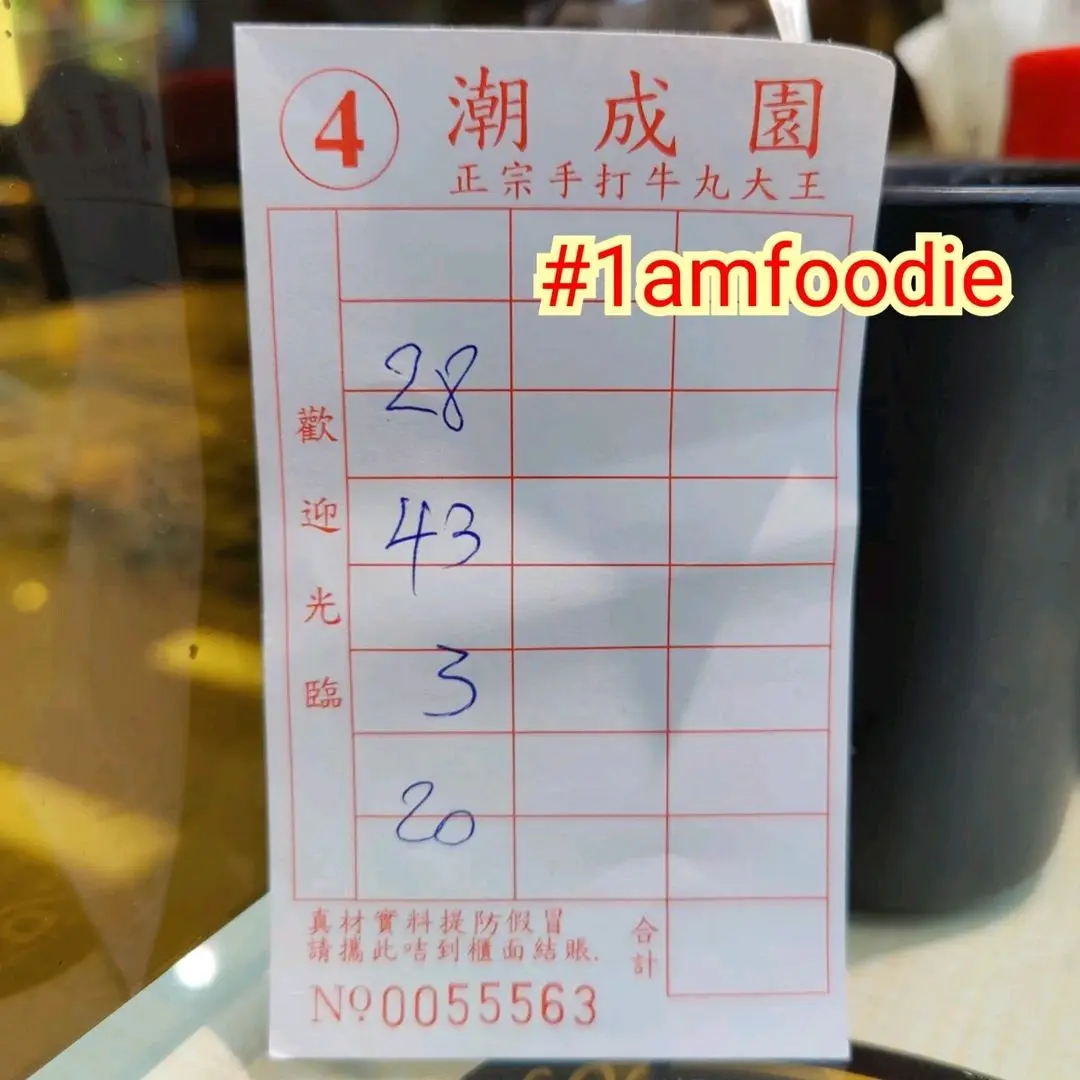 4 潮成園
正宗手打牛丸大王
#1amfoodie
歡迎光臨
28
43
3
20
真材實料提防假冒
請攜此咭到櫃面結賬.
合計
Nº0055563